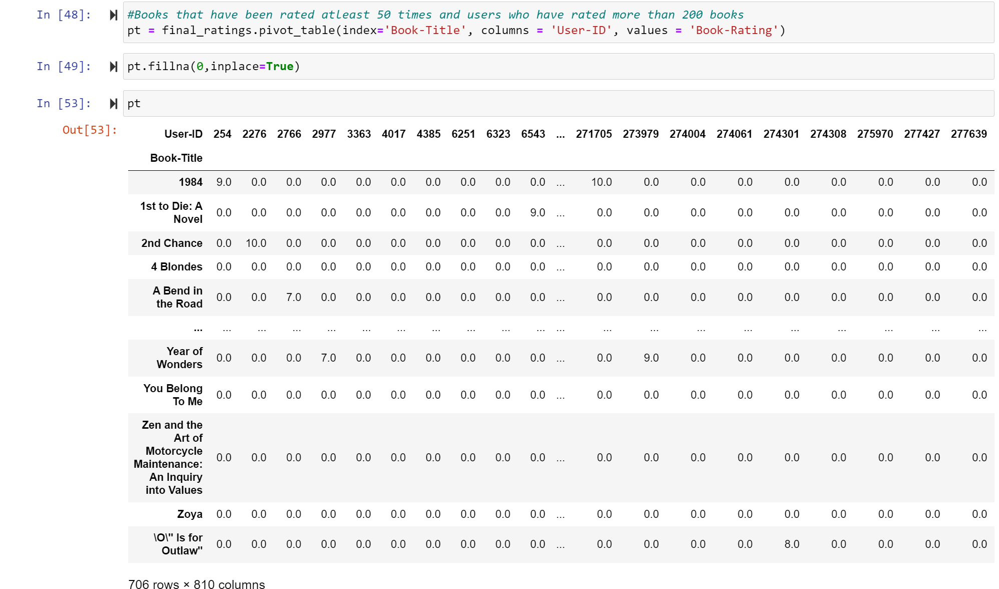 In [48]: #Books that have been rated atleast 50 times and users who have rated more than 200 books
pt = final_ratings.pivot_table(index='Book-Title', columns = 'User-ID', values = 'Book-Rating')
In [49]: pt.fillna(0,inplace=True)
In [53]: pt
Out[53]:
User-ID 254 2276 2766 2977 3363 4017 4385 6251 6323 6543 ... 271705 273979 274004 274061 274301 274308 275970 277427 277639
Book-Title
1984 9.0 0.0 0.0 0.0 0.0 0.0 0.0 0.0 0.0 0.0 ... 10.0 0.0 0.0 0.0 0.0 0.0 0.0 0.0 0.0
1st to Die: A
Novel 0.0 0.0 0.0 0.0 0.0 0.0 0.0 0.0 0.0 9.0 ... 0.0 0.0 0.0 0.0 0.0 0.0 0.0 0.0 0.0
2nd Chance 0.0 10.0 0.0 0.0 0.0 0.0 0.0 0.0 0.0 0.0 ... 0.0 0.0 0.0 0.0 0.0 0.0 0.0 0.0 0.0
4 Blondes 0.0 0.0 0.0 0.0 0.0 0.0 0.0 0.0 0.0 0.0 ... 0.0 0.0 0.0 0.0 0.0 0.0 0.0 0.0 0.0
A Bend in
the Road 0.0 0.0 7.0 0.0 0.0 0.0 0.0 0.0 0.0 0.0 ... 0.0 0.0 0.0 0.0 0.0 0.0 0.0 0.0 0.0
... ... ... ... ... ... ... ... ... ... ... ... ... ... ... ... ... ... ... ... ...
Year of
Wonders 0.0 0.0 0.0 7.0 0.0 0.0 0.0 0.0 0.0 0.0 ... 0.0 9.0 0.0 0.0 0.0 0.0 0.0 0.0 0.0
You Belong
To Me 0.0 0.0 0.0 0.0 0.0 0.0 0.0 0.0 0.0 0.0 ... 0.0 0.0 0.0 0.0 0.0 0.0 0.0 0.0 0.0
Zen and the
Art of
Motorcycle
Maintenance:
An Inquiry
into Values 0.0 0.0 0.0 0.0 0.0 0.0 0.0 0.0 0.0 0.0 ... 0.0 0.0 0.0 0.0 0.0 0.0 0.0 0.0 0.0
Zoya 0.0 0.0 0.0 0.0 0.0 0.0 0.0 0.0 0.0 0.0 ... 0.0 0.0 0.0 0.0 0.0 0.0 0.0 0.0 0.0
\O\" Is for
Outlaw" 0.0 0.0 0.0 0.0 0.0 0.0 0.0 0.0 0.0 0.0 ... 0.0 0.0 0.0 0.0 8.0 0.0 0.0 0.0 0.0
706 rows × 810 columns